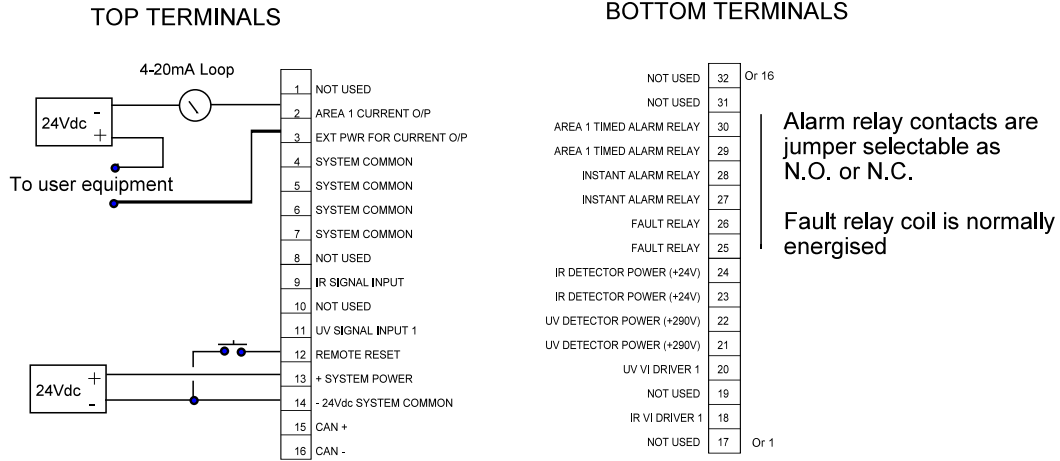 TOP TERMINALS
4-20mA Loop
24Vdc - +
To user equipment
1 NOT USED
2 AREA 1 CURRENT O/P
3 EXT PWR FOR CURRENT O/P
4 SYSTEM COMMON
5 SYSTEM COMMON
6 SYSTEM COMMON
7 SYSTEM COMMON
8 NOT USED
9 IR SIGNAL INPUT
10 NOT USED
11 UV SIGNAL INPUT 1
12 REMOTE RESET
13 + SYSTEM POWER
14 - 24Vdc SYSTEM COMMON
15 CAN +
16 CAN -
24Vdc + -
BOTTOM TERMINALS
NOT USED 32 Or 16
NOT USED 31
AREA 1 TIMED ALARM RELAY 30
AREA 1 TIMED ALARM RELAY 29
INSTANT ALARM RELAY 28
INSTANT ALARM RELAY 27
FAULT RELAY 26
FAULT RELAY 25
IR DETECTOR POWER (+24V) 24
IR DETECTOR POWER (+24V) 23
UV DETECTOR POWER (+290V) 22
UV DETECTOR POWER (+290V) 21
UV VI DRIVER 1 20
NOT USED 19
IR VI DRIVER 1 18
NOT USED 17 Or 1
Alarm relay contacts are
jumper selectable as
N.O. or N.C.
Fault relay coil is normally
energised